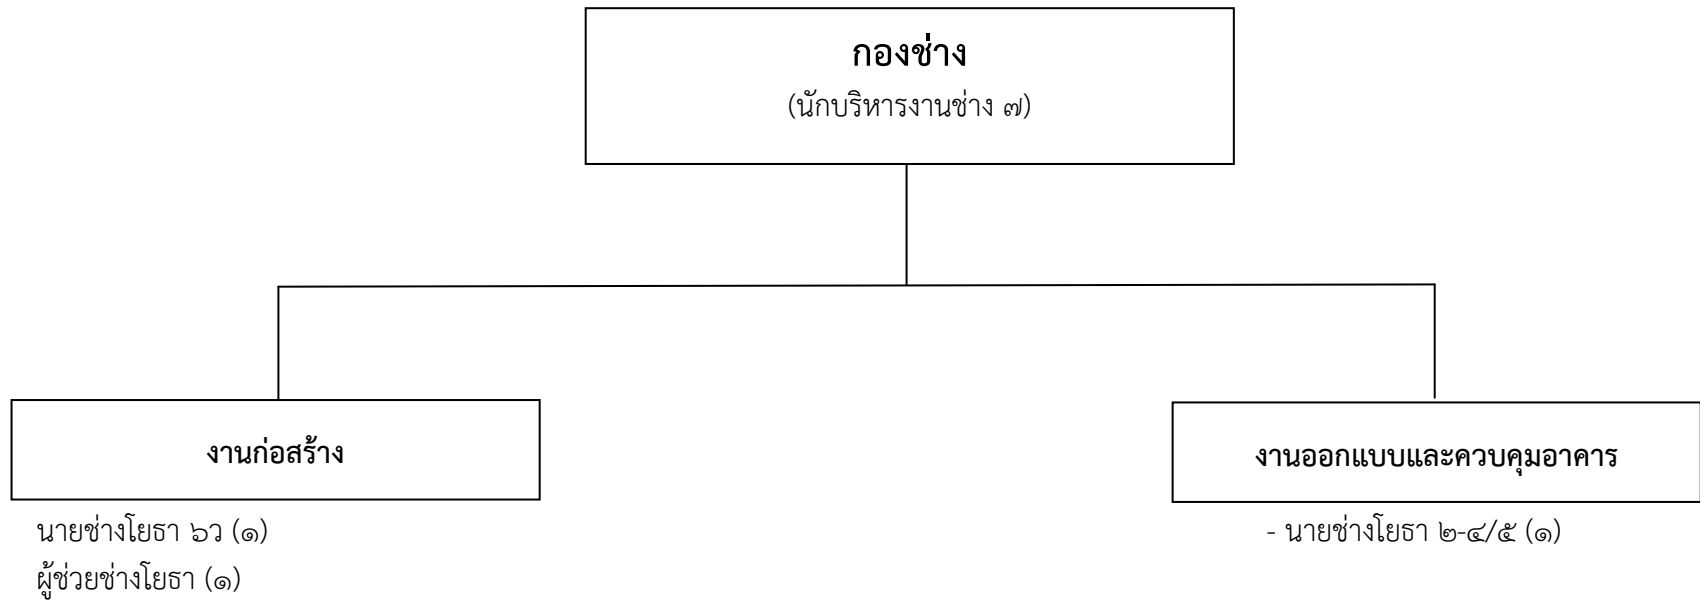 กองช่าง
(นักบริหารงานช่าง ๗)
งานก่อสร้าง
นายช่างโยธา ๖ว (๑)
ผู้ช่วยช่างโยธา (๑)
งานออกแบบและควบคุมอาคาร
- นายช่างโยธา ๒-๔/๕ (๑)